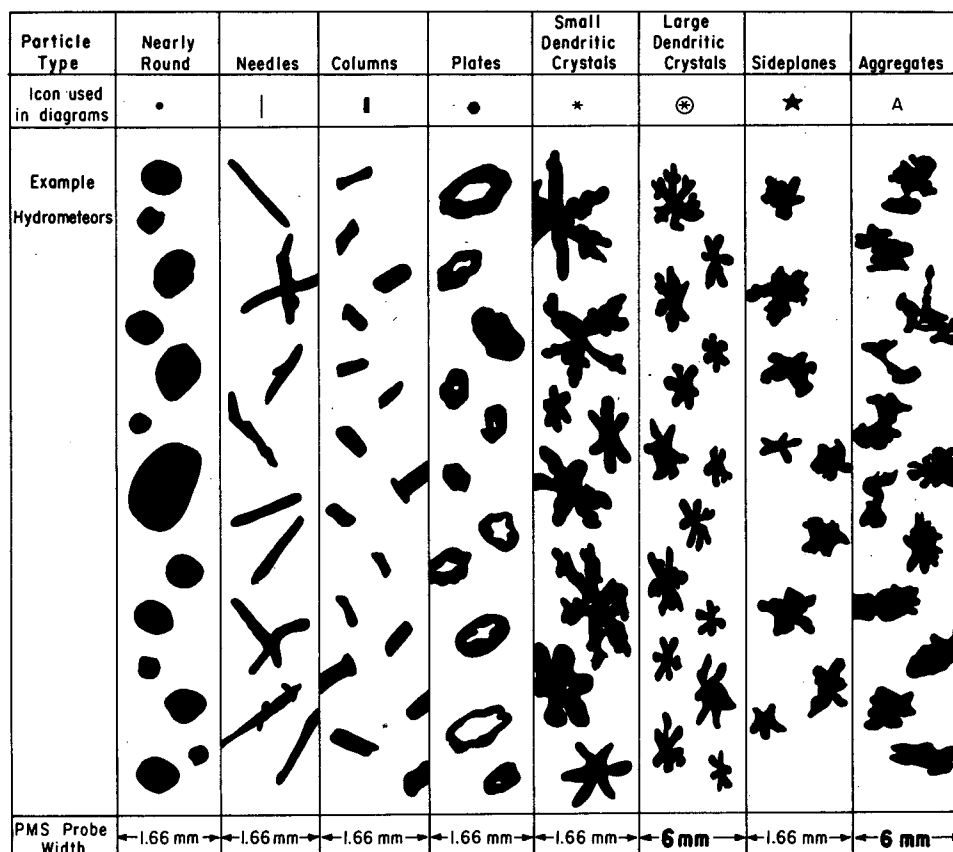 Particle Type
Nearly Round
Needles
Columns
Plates
Small Dendritic Crystals
Large Dendritic Crystals
Sideplanes
Aggregates
Icon used in diagrams
A
Example Hydrometeors
PMS Probe Width
1.66 mm
1.66 mm
1.66 mm
1.66 mm
1.66 mm
6mm
1.66 mm
6 mm